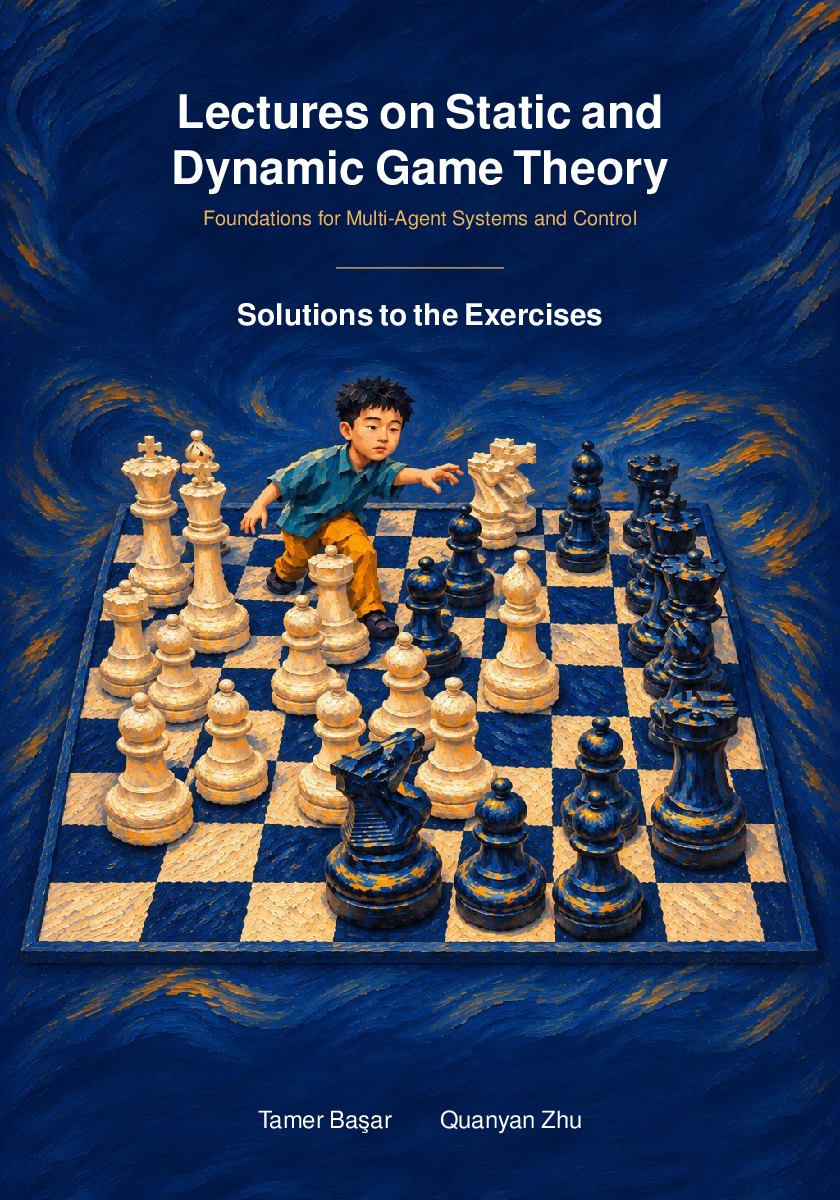 Lectures on Static and
Dynamic Game Theory
Foundations for Multi-Agent Systems and Control
Solutions to the Exercises
Tamer Başar Quanyan Zhu